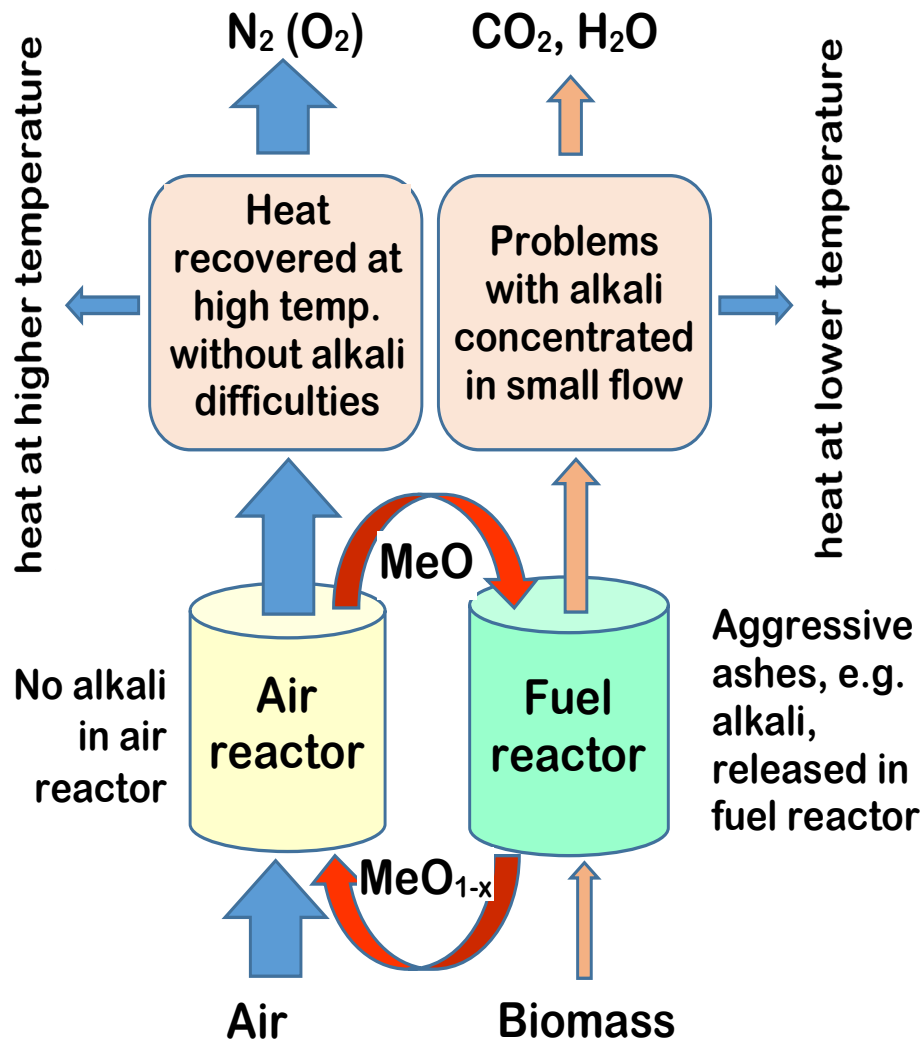 N₂ (O₂)
CO₂, H₂O
heat at higher temperature
Heat
recovered at
high temp.
without alkali
difficulties
Problems
with alkali
concentrated
in small flow
heat at lower temperature
MeO
No alkali
in air
reactor
Air
reactor
Fuel
reactor
Aggressive
ashes, e.g.
alkali,
released in
fuel reactor
MeO₁₋ₓ
Air
Biomass